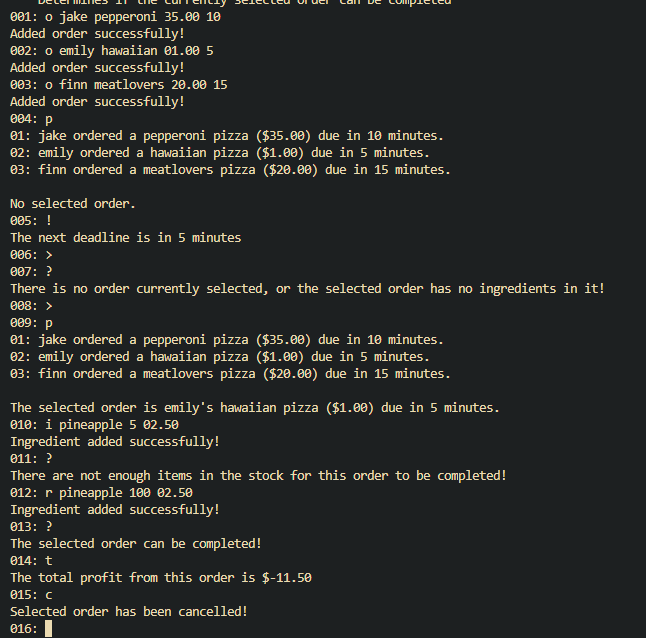 Determines if the currently selected order can be completed
001: o jake pepperoni 35.00 10
Added order successfully!
002: o emily hawaiian 01.00 5
Added order successfully!
003: o finn meatlovers 20.00 15
Added order successfully!
004: p
01: jake ordered a pepperoni pizza ($35.00) due in 10 minutes.
02: emily ordered a hawaiian pizza ($1.00) due in 5 minutes.
03: finn ordered a meatlovers pizza ($20.00) due in 15 minutes.
No selected order.
005: !
The next deadline is in 5 minutes
006: >
007: ?
There is no order currently selected, or the selected order has no ingredients in it!
008: >
009: p
01: jake ordered a pepperoni pizza ($35.00) due in 10 minutes.
02: emily ordered a hawaiian pizza ($1.00) due in 5 minutes.
03: finn ordered a meatlovers pizza ($20.00) due in 15 minutes.
The selected order is emily's hawaiian pizza ($1.00) due in 5 minutes.
010: i pineapple 5 02.50
Ingredient added successfully!
011: ?
There are not enough items in the stock for this order to be completed!
012: r pineapple 100 02.50
Ingredient added successfully!
013: ?
The selected order can be completed!
014: t
The total profit from this order is $-11.50
015: c
Selected order has been cancelled!
016: